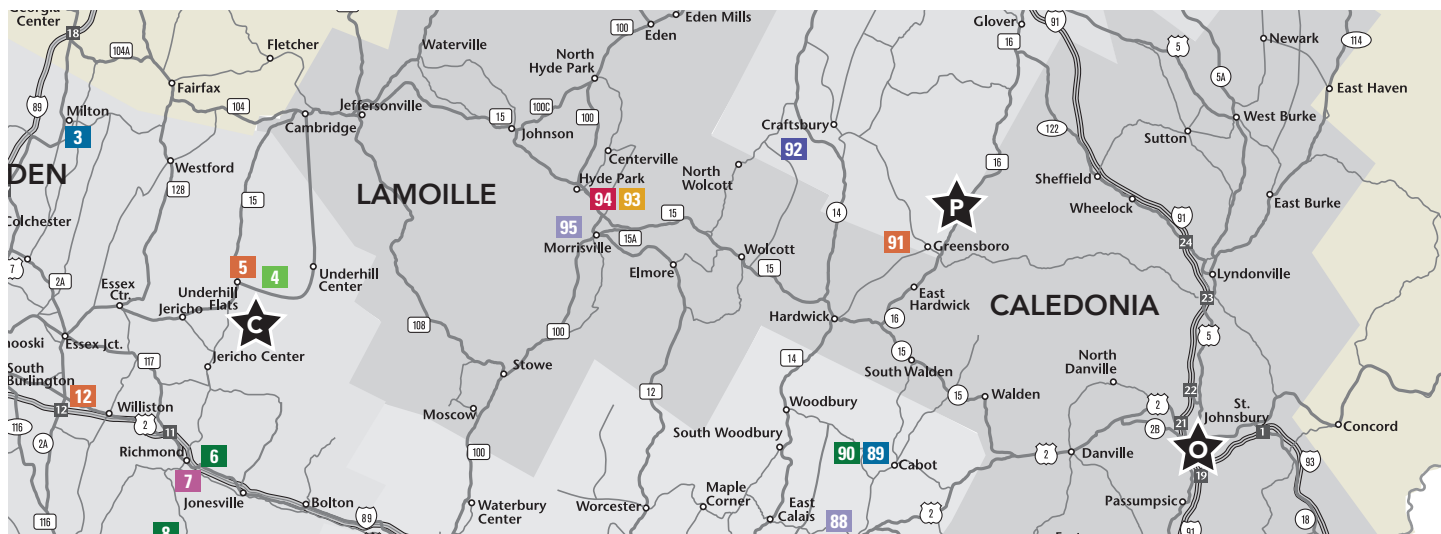 Center
18
104A
Fletcher
Waterville
100
Eden Mills
Eden
Glover
91
16
5
Newark
114
Fairfax
North
Hyde Park
5A
East Haven
89
Milton
3
104
Cambridge
Jeffersonville
15
100C
Johnson
100
Craftsbury
92
122
Sutton
West Burke
DEN
Westford
128
15
LAMOILLE
Centerville
Hyde Park
94
93
North
Wolcott
16
Sheffield
Wheelock
East Burke
Colchester
95
Morrisville
15
15A
14
P
91
24
7
2A
5
4
Underhill
Center
Elmore
Wolcott
15
91
Greensboro
Lyndonville
Essex
Ctr.
Underhill
Flats
Jericho
C
East
Hardwick
CALEDONIA
23
Essex Jct.
108
100
Hardwick
16
5
117
Jericho Center
Stowe
14
15
South Walden
North
Danville
South
Burlington
12
12
Williston
Moscow
12
Woodbury
15
Walden
2
22
St.
Johnsbury
116
2A
2
11
21
2B
1
Concord
Richmond
6
7
South Woodbury
90
89
Cabot
2
Danville
O
19
93
100
Jonesville
Bolton
Waterbury
Center
Worcester
Maple
Corner
East
Calais
Passumpsic
116
8
89
88
2
91
18